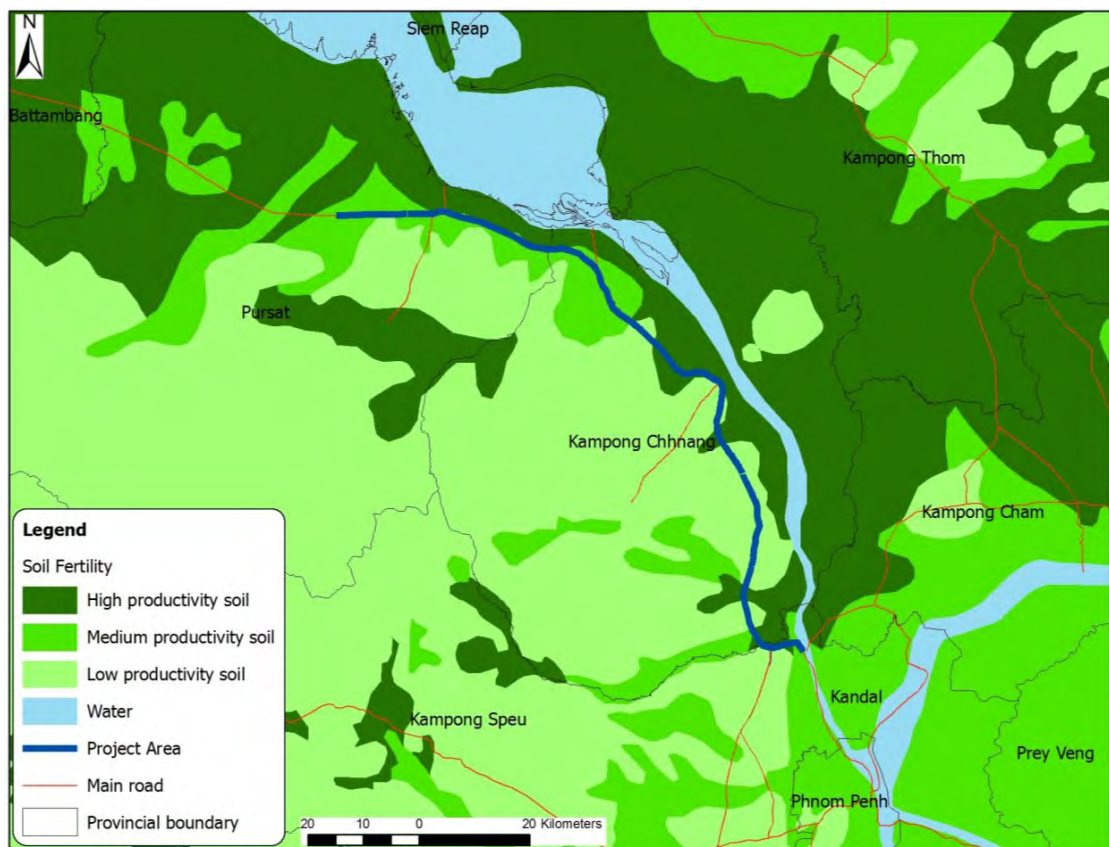 N
Siem Reap
Battambang
Kampong Thom
Pursat
Kampong Chhnang
Kampong Cham
Kandal
Kampong Speu
Prey Veng
Phnom Penh
Legend
Soil Fertility
High productivity soil
Medium productivity soil
Low productivity soil
Water
Project Area
Main road
Provincial boundary
20 10 0 20 Kilometers